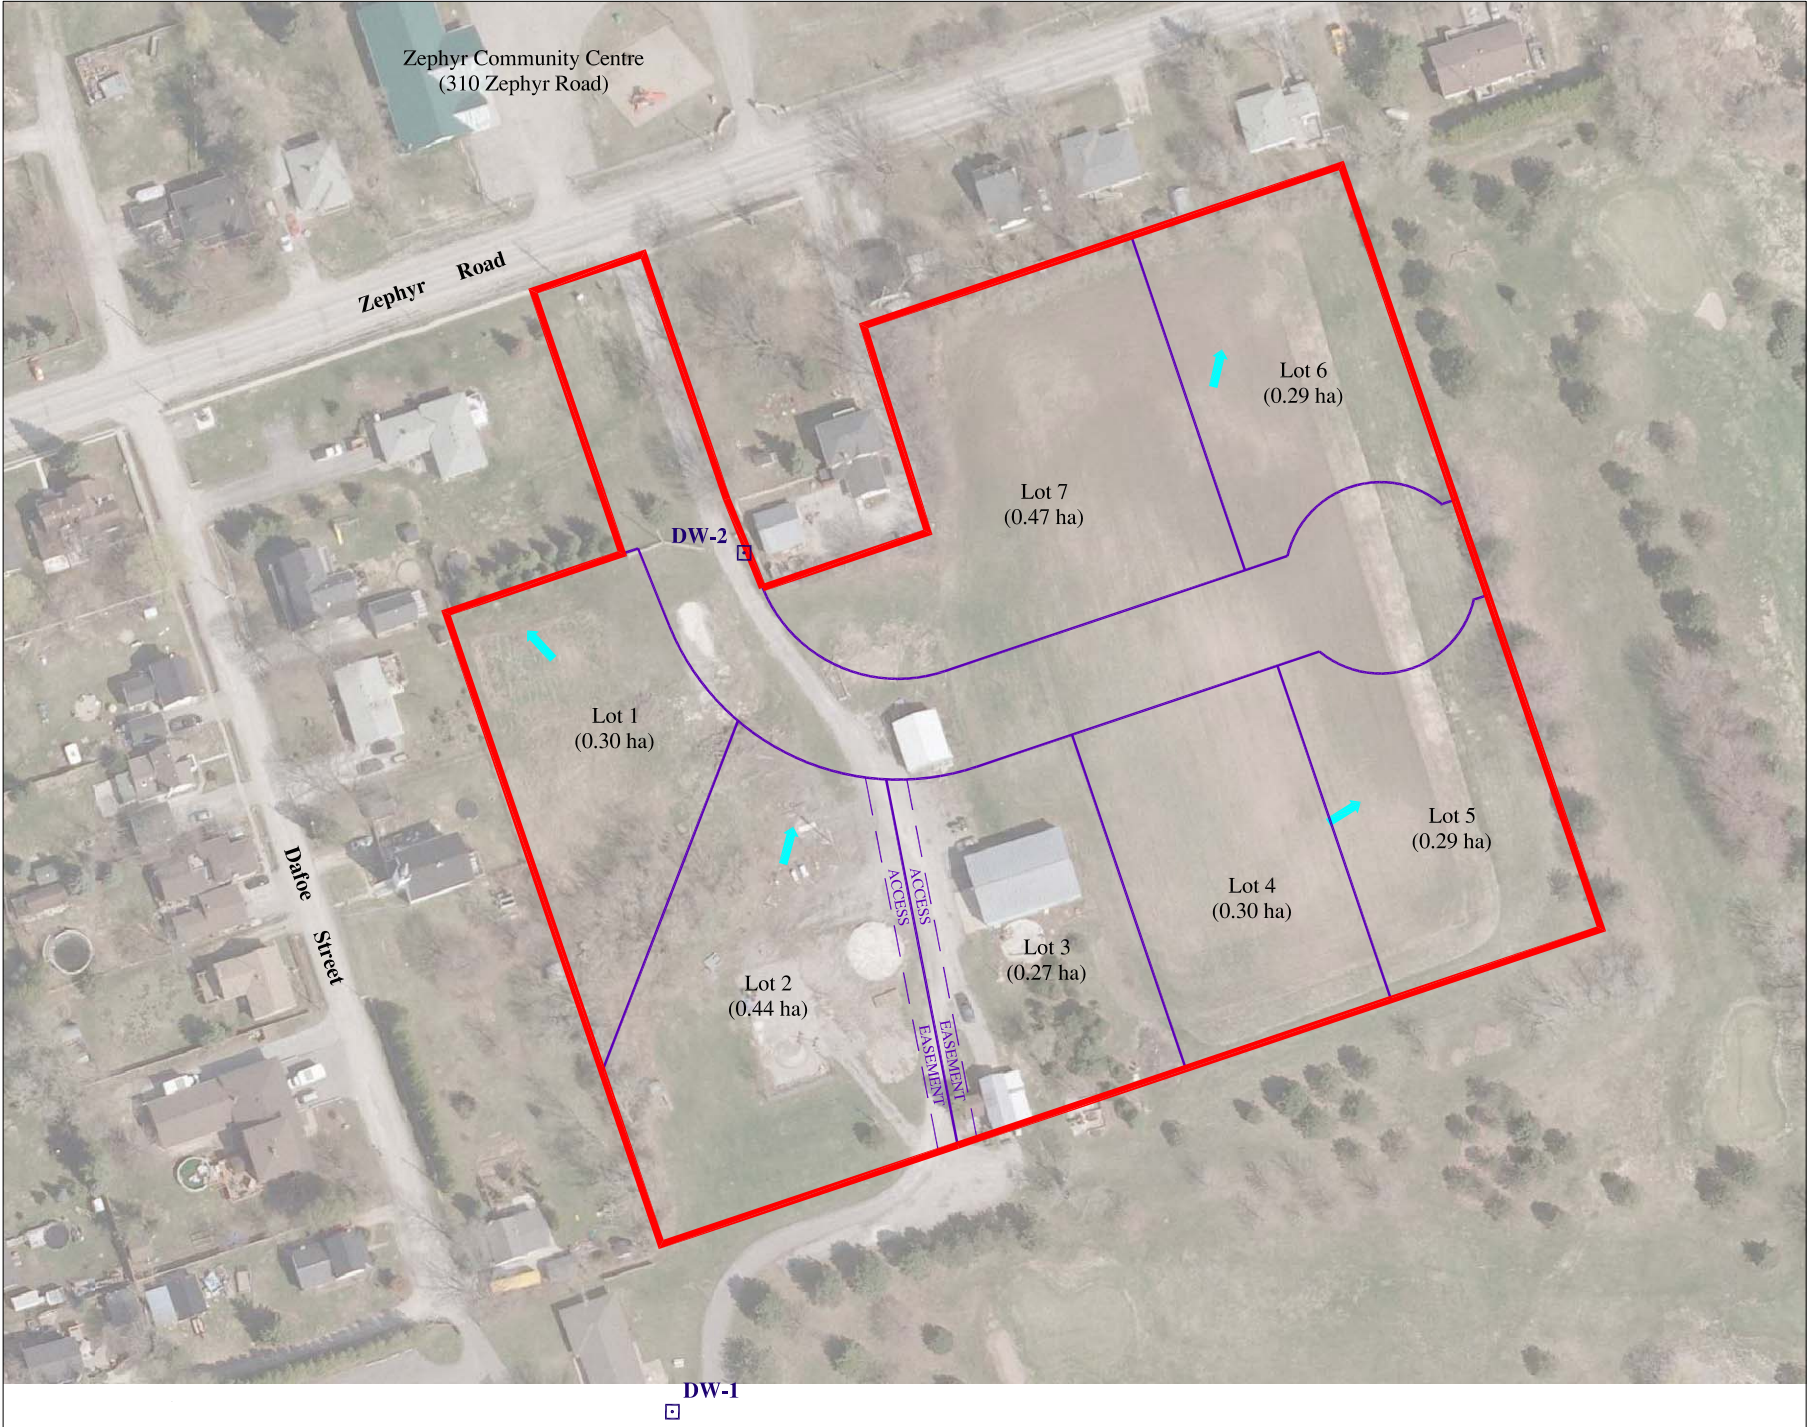 Zephyr Community Centre
(310 Zephyr Road)
Zephyr Road
DW-2
Lot 6
(0.29 ha)
Lot 7
(0.47 ha)
Lot 1
(0.30 ha)
Lot 5
(0.29 ha)
Lot 4
(0.30 ha)
Lot 3
(0.27 ha)
Lot 2
(0.44 ha)
ACCESS EASEMENT
ACCESS EASEMENT
Dafoe Street
DW-1